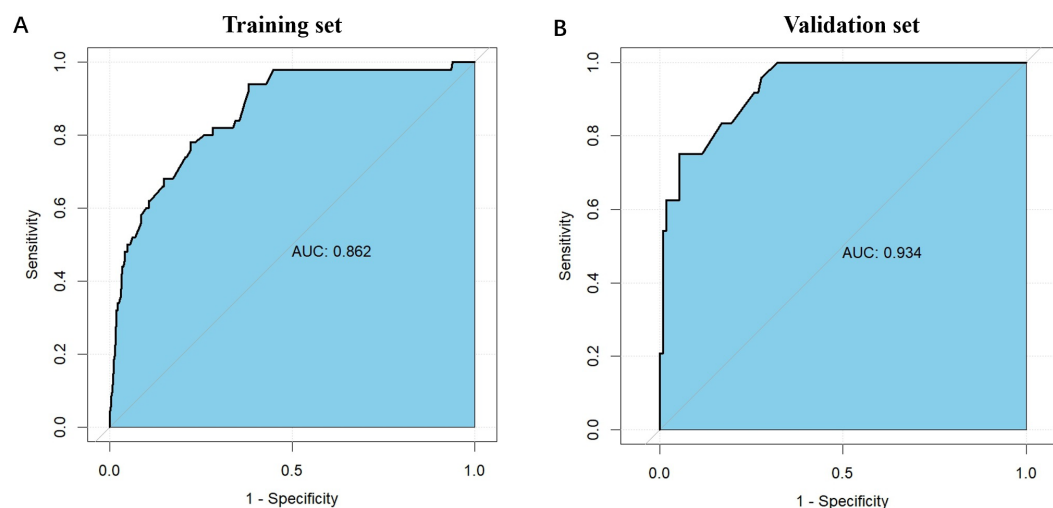 A
Training set
1.0
0.8
0.6
0.4
0.2
0.0
Sensitivity
AUC: 0.862
0.0 0.5 1.0
1 - Specificity
B
Validation set
1.0
0.8
0.6
0.4
0.2
0.0
Sensitivity
AUC: 0.934
0.0 0.5 1.0
1 - Specificity